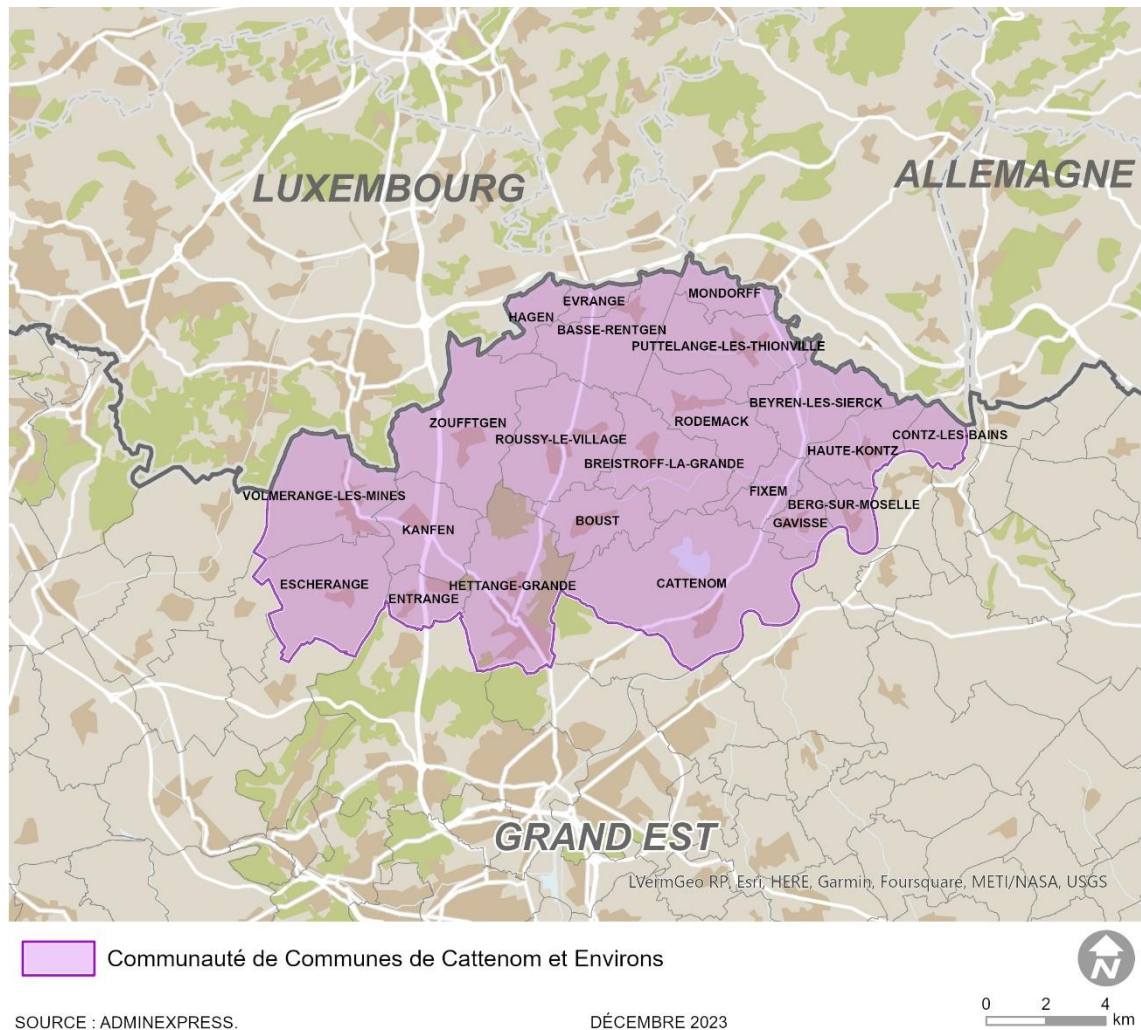 LUXEMBOURG
ALLEMAGNE
MONDORFF
EVRANGE
HAGEN
BASSE-RENTGEN
PUTTELANGE-LES-THIONVILLE
BEYREN-LES-SIERCK
ZOUFFTGEN
RODEMACK
CONTZ-LES-BAINS
ROUSSY-LE-VILLAGE
HAUTE-KONTZ
BREISTROFF-LA-GRANDE
VOLMERANGE-LES-MINES
FIXEM
BERG-SUR-MOSELLE
KANFEN
BOUST
GAVISSE
ESCHERANGE
HETTANGE-GRANDE
CATTENOM
ENTRANGE
GRAND EST
LVermGeo RP, Esri, HERE, Garmin, Foursquare, METI/NASA, USGS
Communauté de Communes de Cattenom et Environs
N
0 2 4
km
SOURCE : ADMINEXPRESS.
DÉCEMBRE 2023